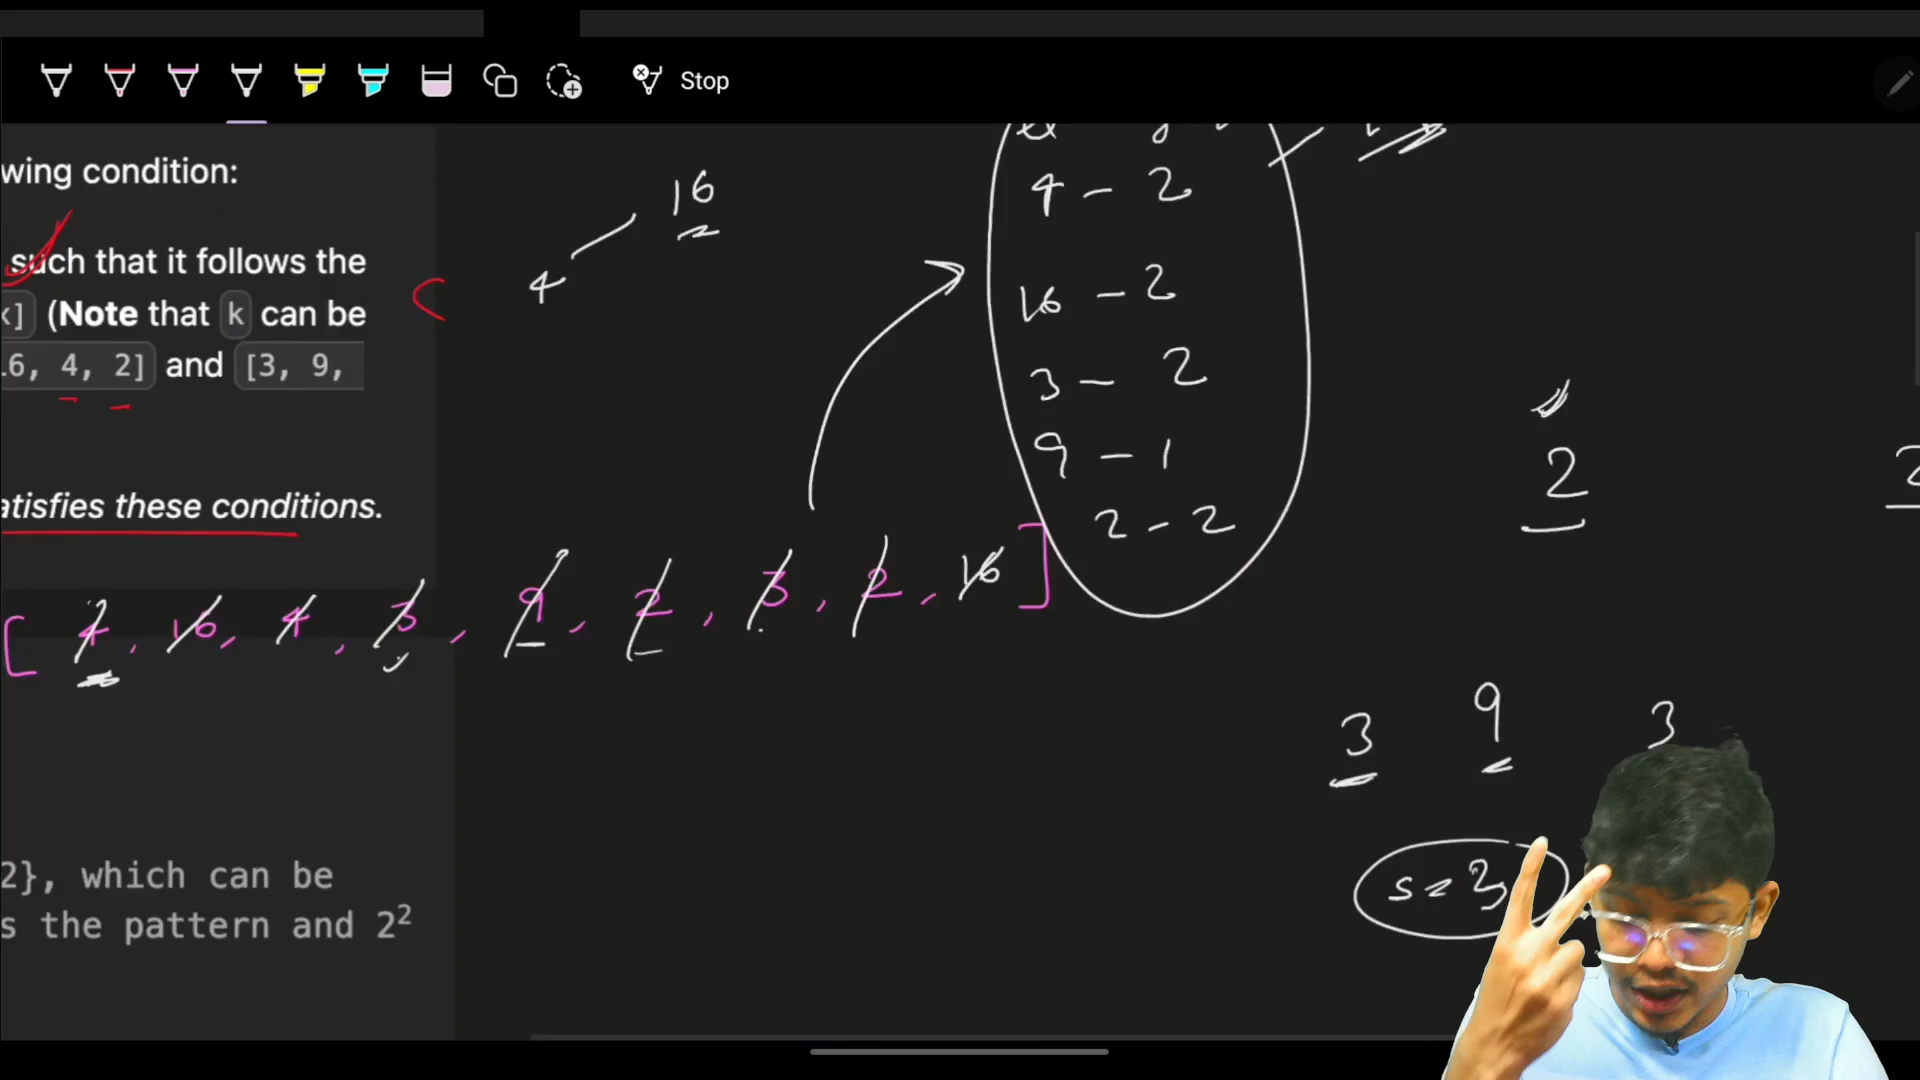 Stop
wing condition:
such that it follows the
k] (Note that k can be
16, 4, 2] and [3, 9,
atisfies these conditions.
16
4
4 - 2
16 - 2
3 - 2
9 - 1
2 - 2
2
[ 4, 16, 4, 3, 9, 2, 3, 2, 16 ]
3 9 3
2}, which can be
s the pattern and 2²